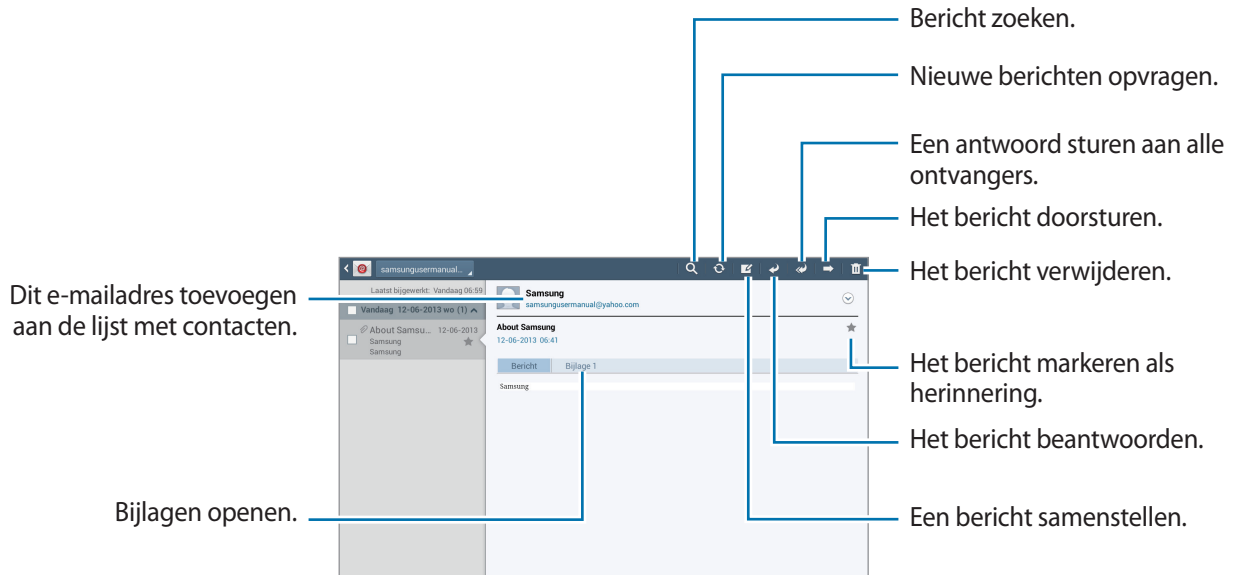 Bericht zoeken.
Nieuwe berichten opvragen.
Een antwoord sturen aan alle
ontvangers.
Het bericht doorsturen.
Het bericht verwijderen.
Dit e-mailadres toevoegen
aan de lijst met contacten.
samsungusermanual...
Laatst bijgewerkt: Vandaag 06:59
Vandaag 12-06-2013 wo (1)
About Samsu... 12-06-2013
Samsung
Samsung
Samsung
samsungusermanual@yahoo.com
About Samsung
12-06-2013 06:41
Bericht Bijlage 1
Samsung
Het bericht markeren als
herinnering.
Het bericht beantwoorden.
Bijlagen openen.
Een bericht samenstellen.